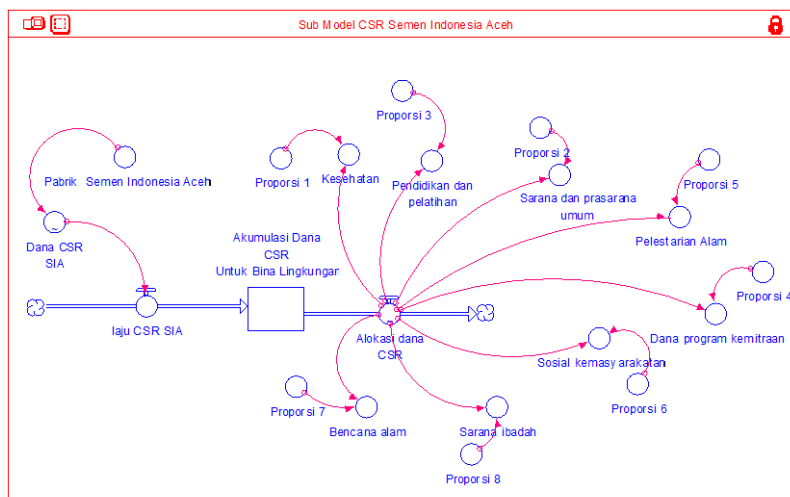 Sub Model CSR Semen Indonesia Aceh
Proporsi 3
Proporsi 2
Proporsi 1
Kesehatan
Pendidikan dan
pelatihan
Sarana dan prasarana
umum
Proporsi 5
Pabrik Semen Indonesia Aceh
Pelestarian Alam
Dana CSR
SIA
~
Akumulasi Dana
CSR
Untuk Bina Lingkungan
Proporsi 4
laju CSR SIA
Alokasi dana
CSR
Dana program kemitraan
Sosial kemasyarakatan
Proporsi 7
Proporsi 6
Bencana alam
Sarana ibadah
Proporsi 8